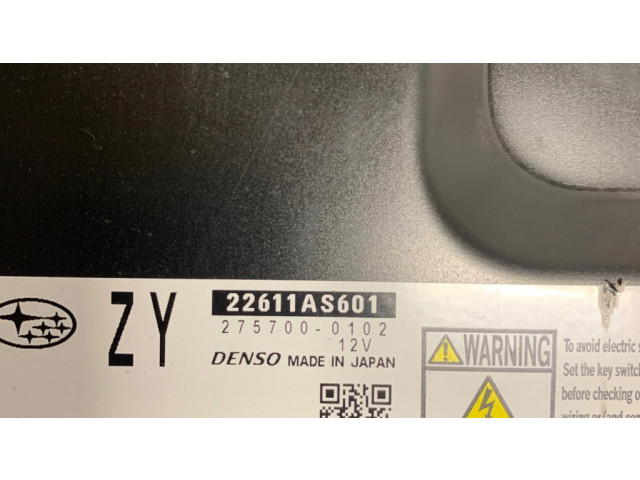 ZY
22611AS601
275700-0102
12V
DENSO MADE IN JAPAN
WARNING
To avoid electric
Set the key switch
before checking